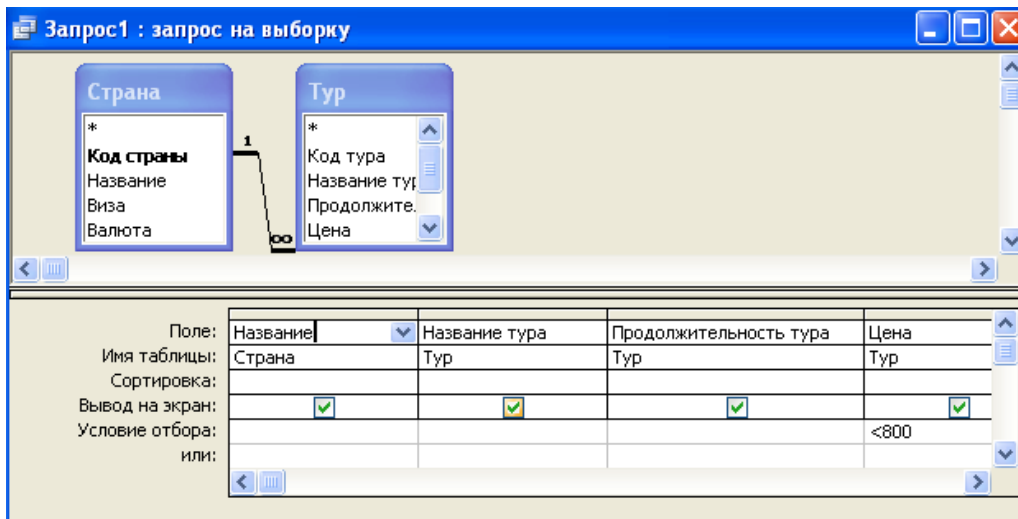 Запрос1 : запрос на выборку
Страна
*
Код страны
Название
Виза
Валюта
1
∞
Тур
*
Код тура
Название тур
Продолжите.
Цена
Поле: Название Название тура Продолжительность тура Цена
Имя таблицы: Страна Тур Тур Тур
Сортировка:
Вывод на экран:
Условие отбора: <800
или: